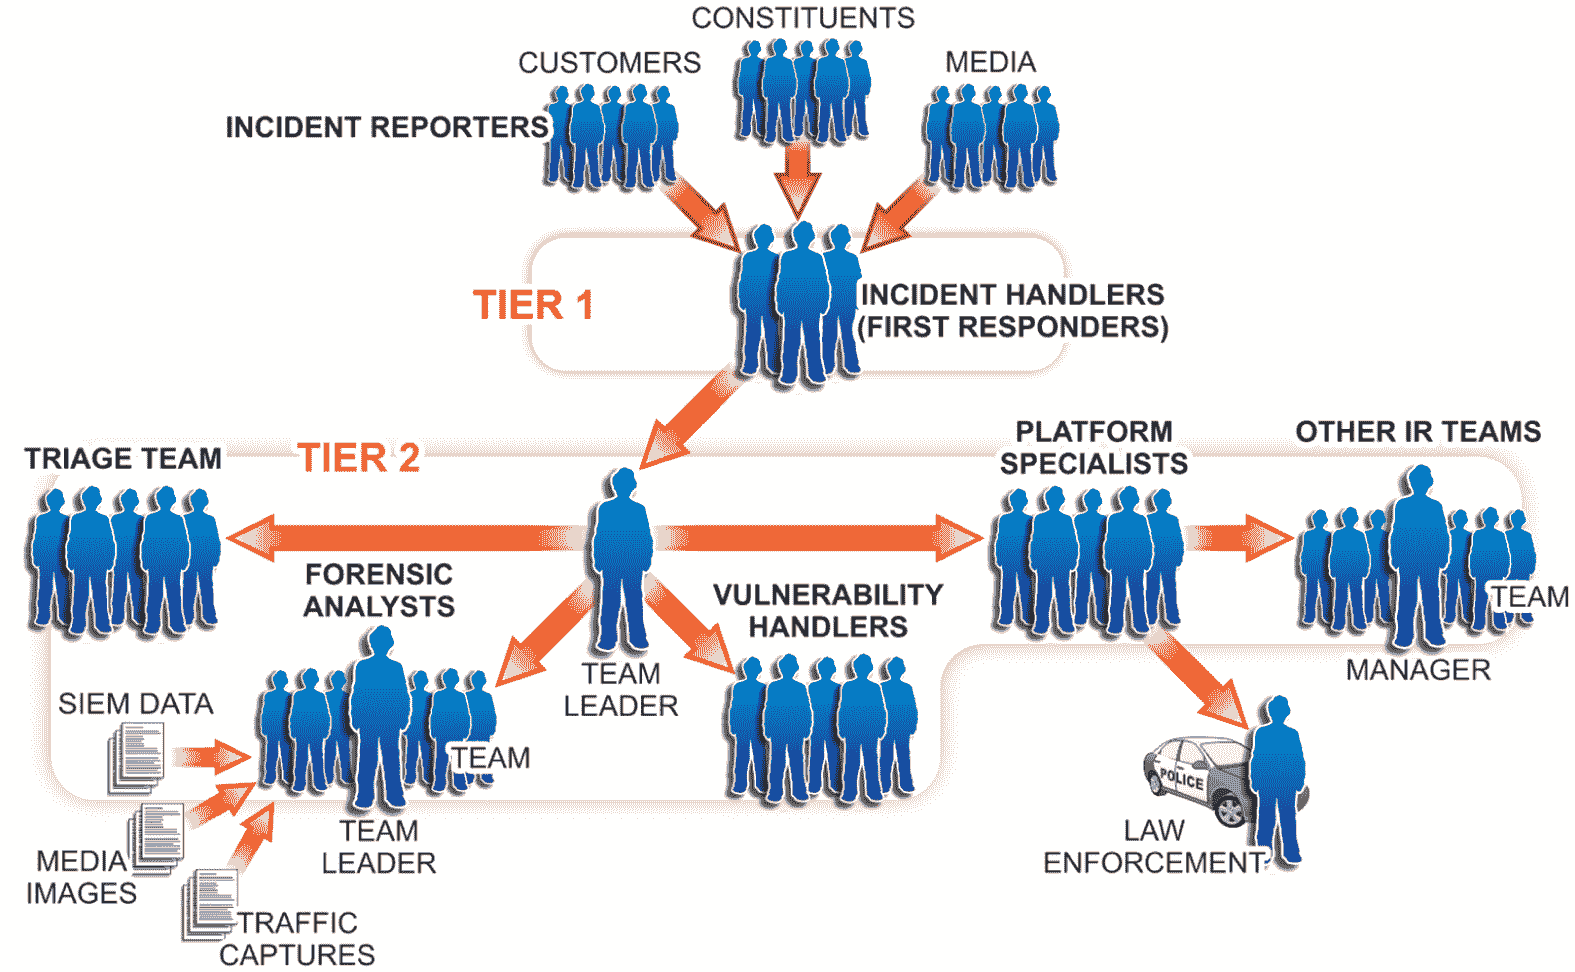 CONSTITUENTS
CUSTOMERS
MEDIA
INCIDENT REPORTERS
TIER 1
INCIDENT HANDLERS
(FIRST RESPONDERS)
TRIAGE TEAM
TIER 2
PLATFORM
SPECIALISTS
OTHER IR TEAMS
FORENSIC
ANALYSTS
VULNERABILITY
HANDLERS
TEAM
MANAGER
TEAM
LEADER
SIEM DATA
TEAM
TEAM
LEADER
MEDIA
IMAGES
TRAFFIC
CAPTURES
POLICE
LAW
ENFORCEMENT